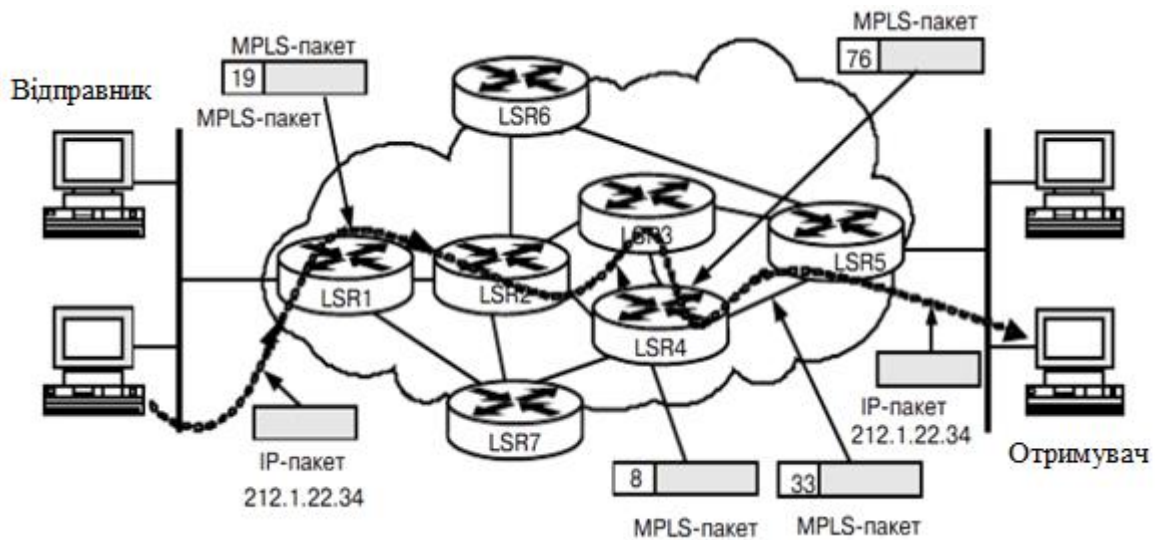 MPLS-пакет
19
MPLS-пакет
Відправник
MPLS-пакет
76
LSR6
LSR3
LSR1
LSR2
LSR5
LSR4
LSR7
IP-пакет
212.1.22.34
IP-пакет
212.1.22.34
Отримувач
8
MPLS-пакет
33
MPLS-пакет